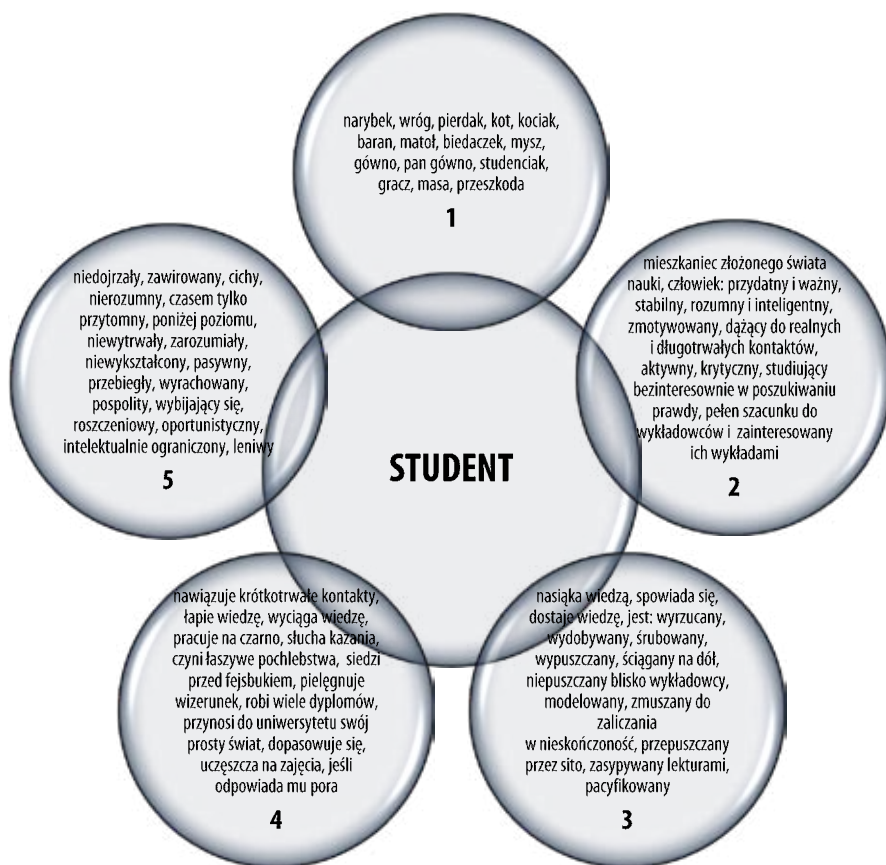 narybek, wróg, pierdak, kot, kociak,
baran, matoł, biedaczek, mysz,
gówno, pan gówno, studenciak,
gracz, masa, przeszkoda
1
mieszkaniec złożonego świata
nauki, człowiek: przydatny i ważny,
stabilny, rozumny i inteligentny,
zmotywowany, dążący do realnych
i długotrwałych kontaktów,
aktywny, krytyczny, studiujący
bezinteresownie w poszukiwaniu
prawdy, pełen szacunku do
wykładowców i zainteresowany
ich wykładami
2
nasiąka wiedzą, spowiada się,
dostaje wiedzę, jest: wyrzucany,
wydobywany, śrubowany,
wypuszczany, ściągany na dół,
niepuszczany blisko wykładowcy,
modelowany, zmuszany do
zaliczania
w nieskończoność, przepuszczany
przez sito, zasypywany lekturami,
pacyfikowany
3
nawiązuje krótkotrwałe kontakty,
łapie wiedzę, wyciąga wiedzę,
pracuje na czarno, słucha kazania,
czyni łaszywe pochlebstwa, siedzi
przed fejsbukiem, pielęgnuje
wizerunek, robi wiele dyplomów,
przynosi do uniwersytetu swój
prosty świat, dopasowuje się,
uczęszcza na zajęcia, jeśli
odpowiada mu pora
4
niedojrzały, zawirowany, cichy,
nierozumny, czasem tylko
przytomny, poniżej poziomu,
niewytrwały, zarozumiały,
niewykształcony, pasywny,
przebiegły, wyrachowany,
pospolity, wybijający się,
roszczeniowy, oportunistyczny,
intelektualnie ograniczony, leniwy
5
STUDENT